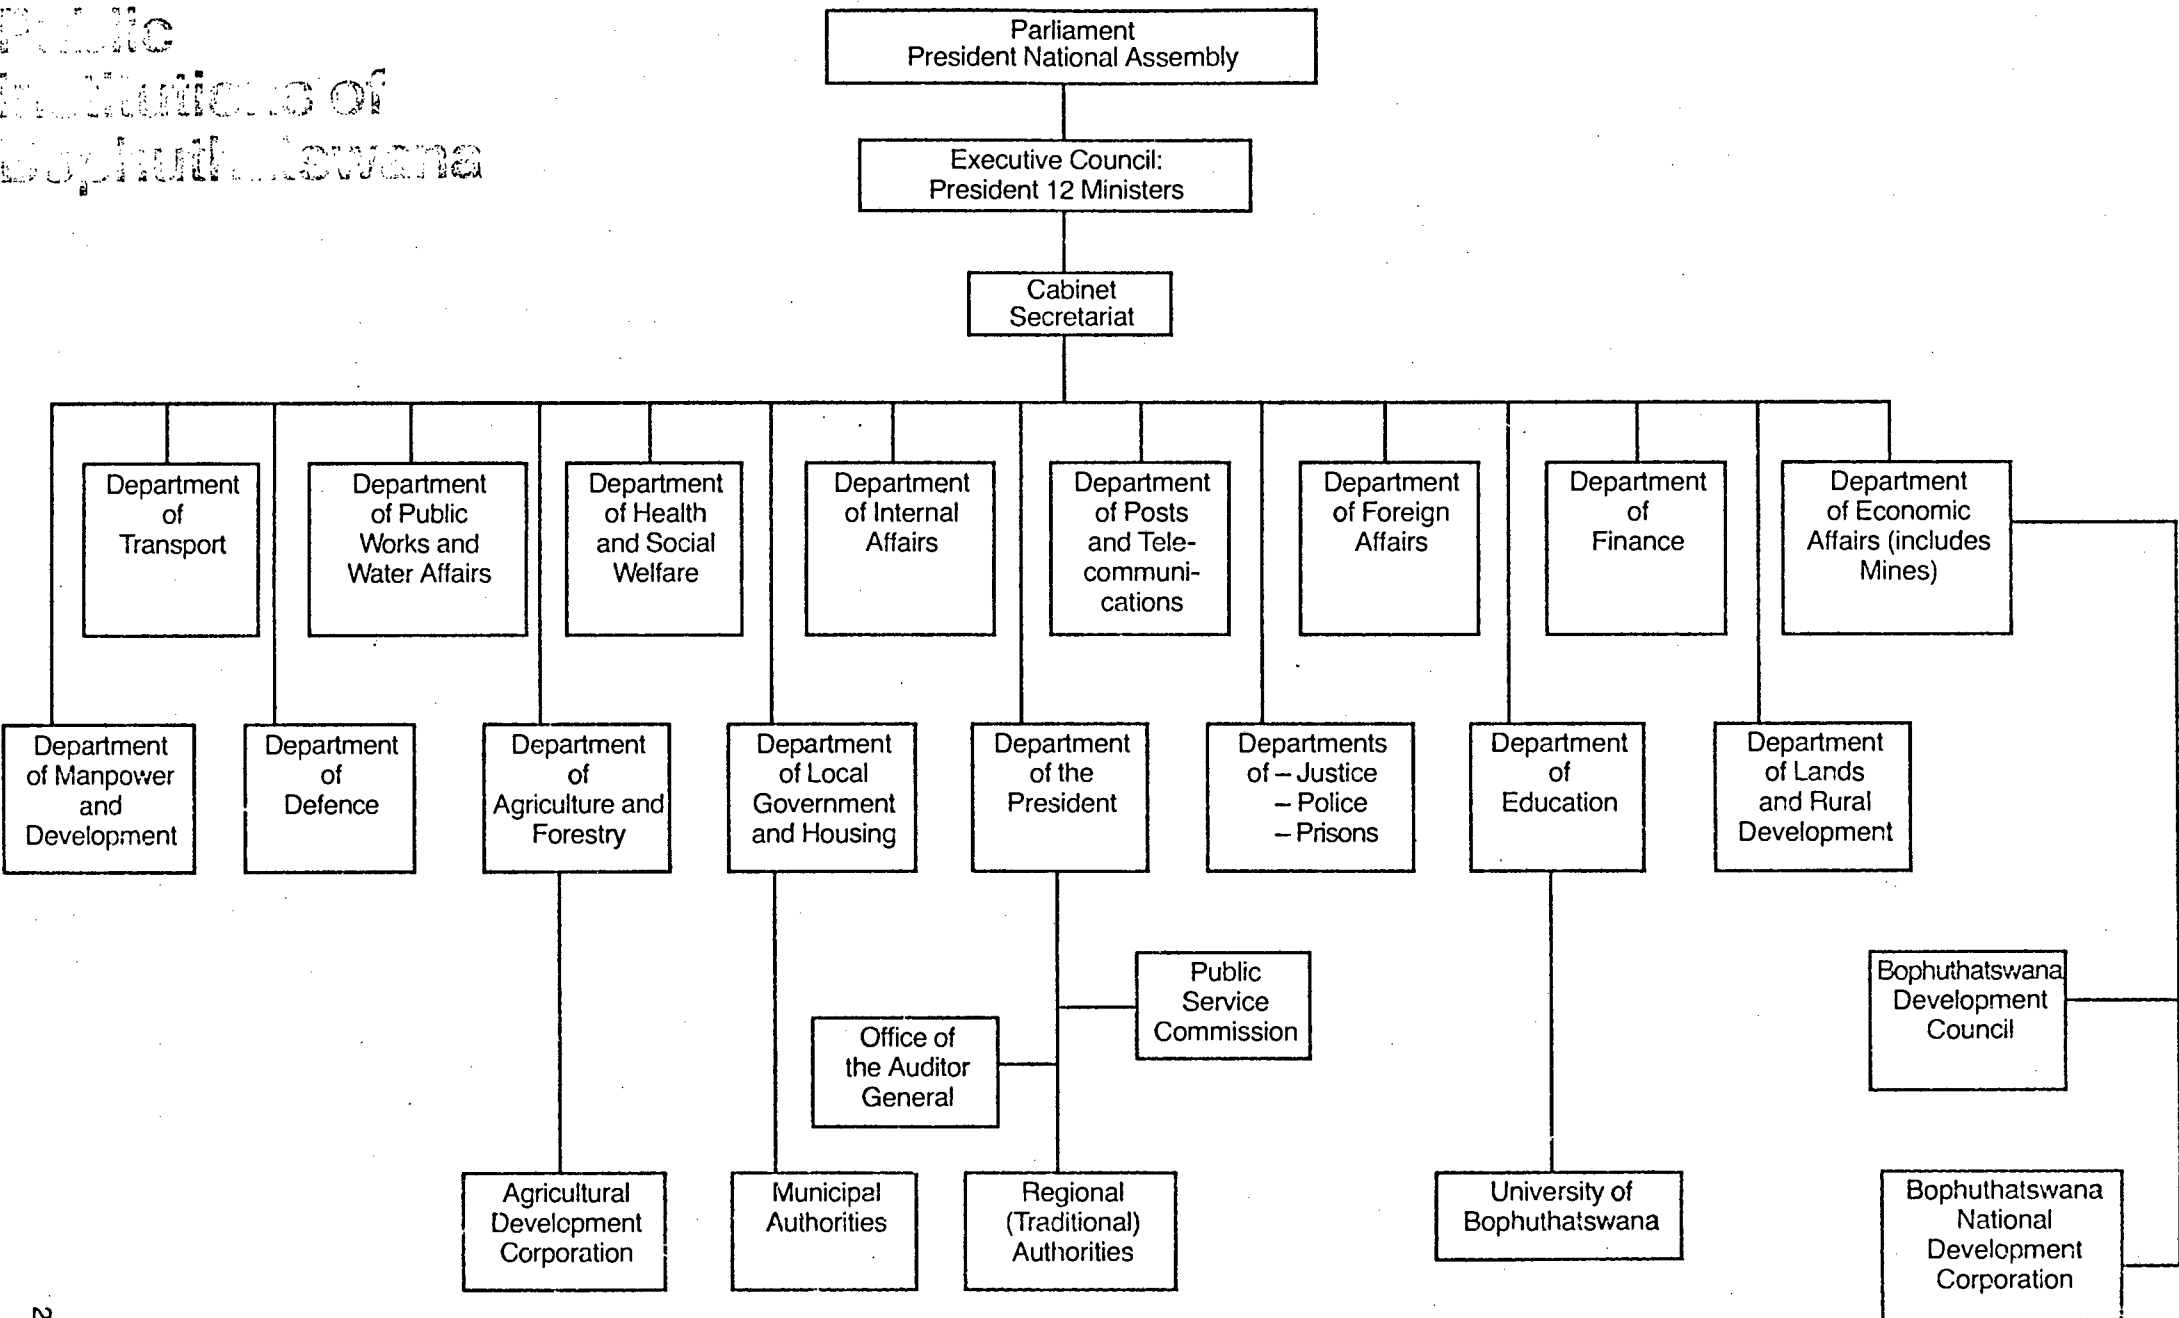 Public
Institutions of
Bophuthatswana
Parliament
President National Assembly
Executive Council:
President 12 Ministers
Cabinet
Secretariat
Department
of
Transport
Department
of Public
Works and
Water Affairs
Department
of Health
and Social
Welfare
Department
of Internal
Affairs
Department
of Posts
and Tele-
communi-
cations
Department
of Foreign
Affairs
Department
of
Finance
Department
of Economic
Affairs (includes
Mines)
Department
of Manpower
and
Development
Department
of
Defence
Department
of
Agriculture and
Forestry
Department
of Local
Government
and Housing
Department
of the
President
Departments
of – Justice
– Police
– Prisons
Department
of
Education
Department
of Lands
and Rural
Development
Public
Service
Commission
Office of
the Auditor
General
Bophuthatswana
Development
Council
Agricultural
Development
Corporation
Municipal
Authorities
Regional
(Traditional)
Authorities
University of
Bophuthatswana
Bophuthatswana
National
Development
Corporation
2